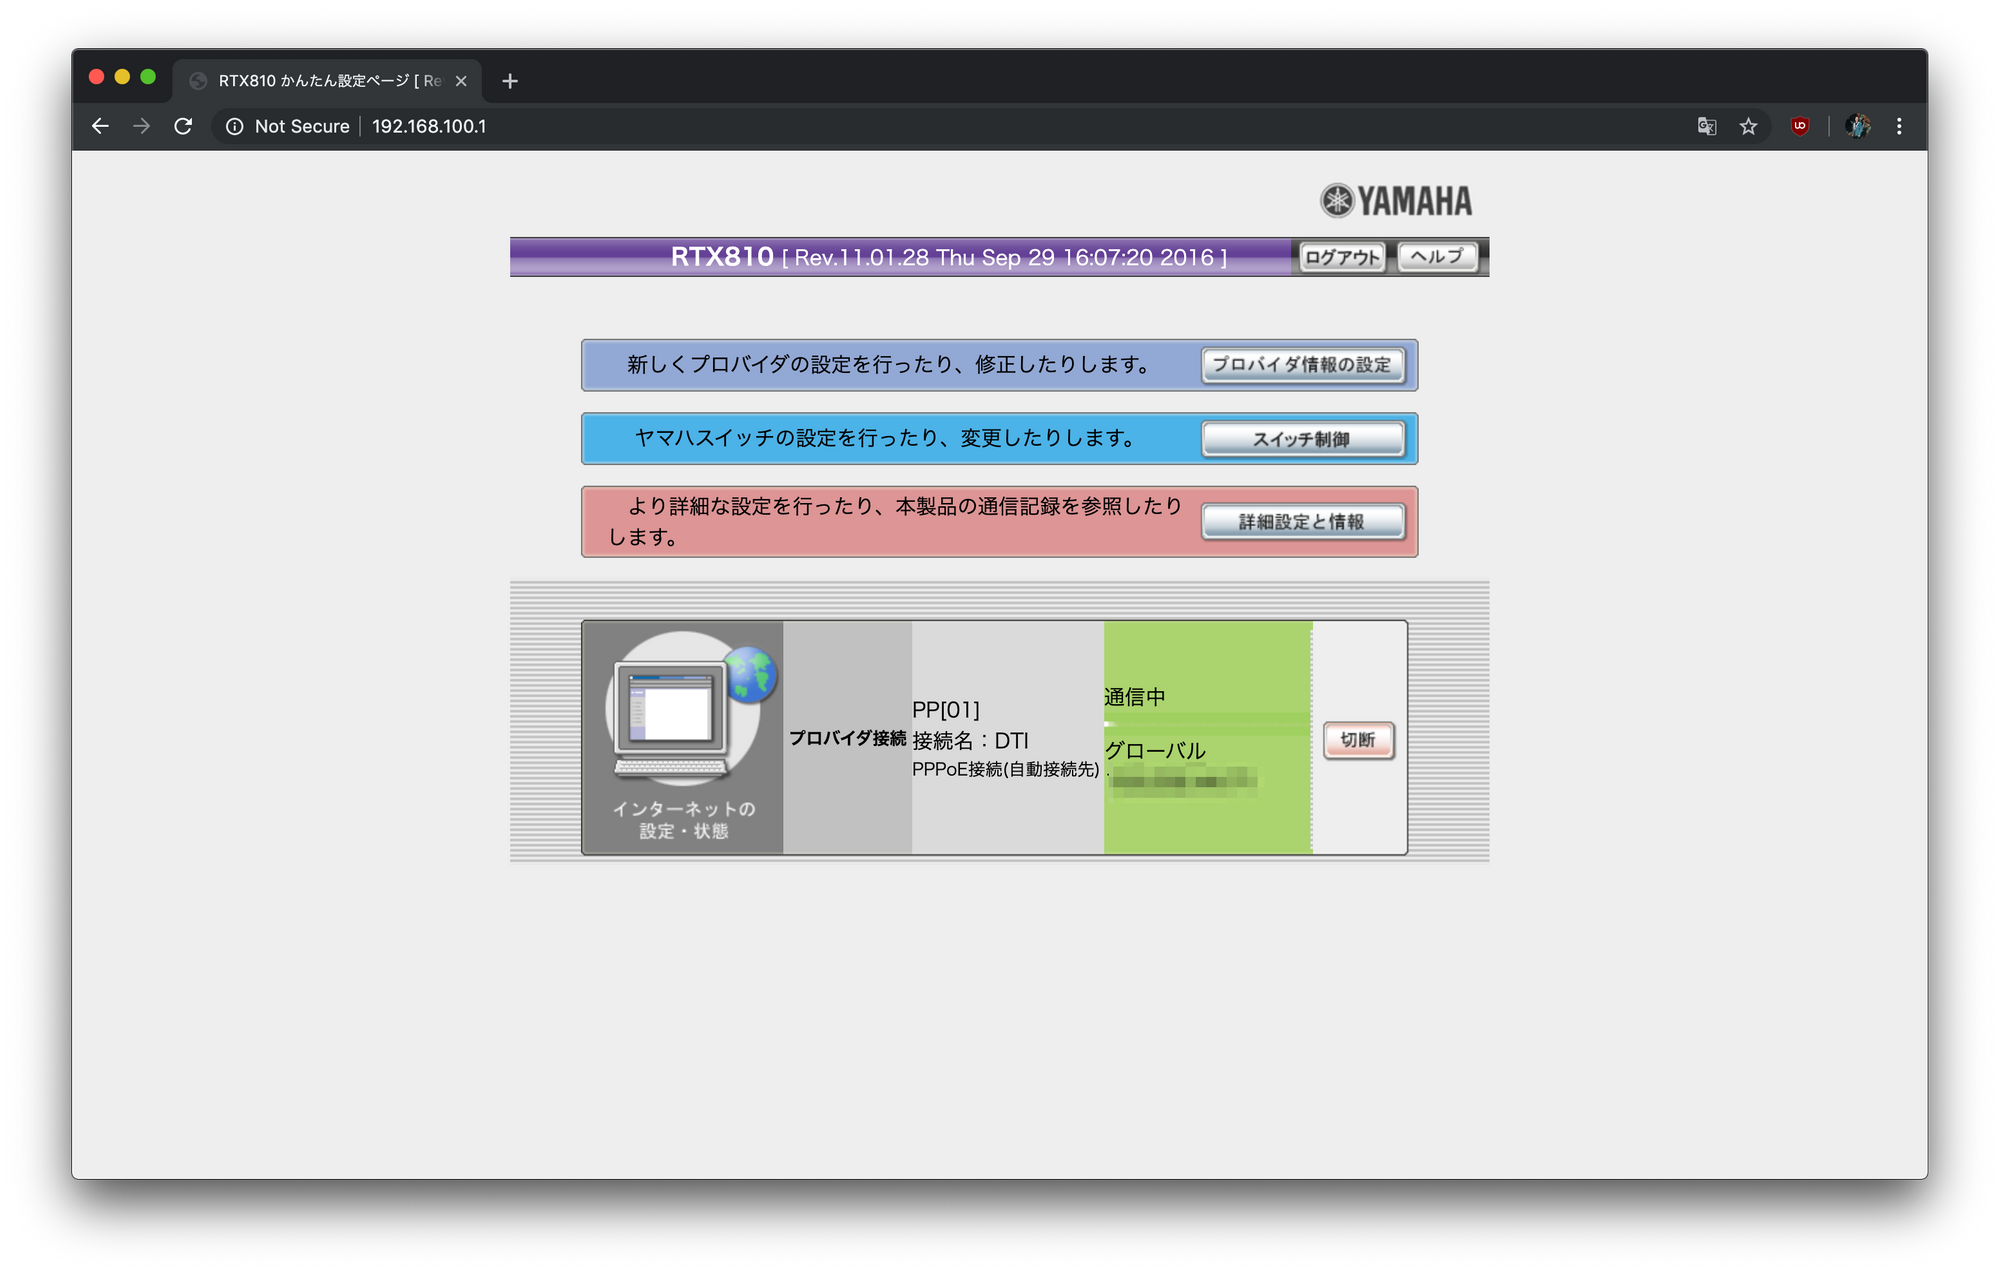 RTX810 かんたん設定ページ [ Re
Not Secure
192.168.100.1
YAMAHA
RTX810 [ Rev.11.01.28 Thu Sep 29 16:07:20 2016 ]
ログアウト
ヘルプ
新しくプロバイダの設定を行ったり、修正したりします。
プロバイダ情報の設定
ヤマハスイッチの設定を行ったり、変更したりします。
スイッチ制御
より詳細な設定を行ったり、本製品の通信記録を参照したり
します。
詳細設定と情報
インターネットの
設定・状態
プロバイダ接続
PP[01]
接続名：DTI
PPPoE接続(自動接続先)
通信中
グローバル
切断